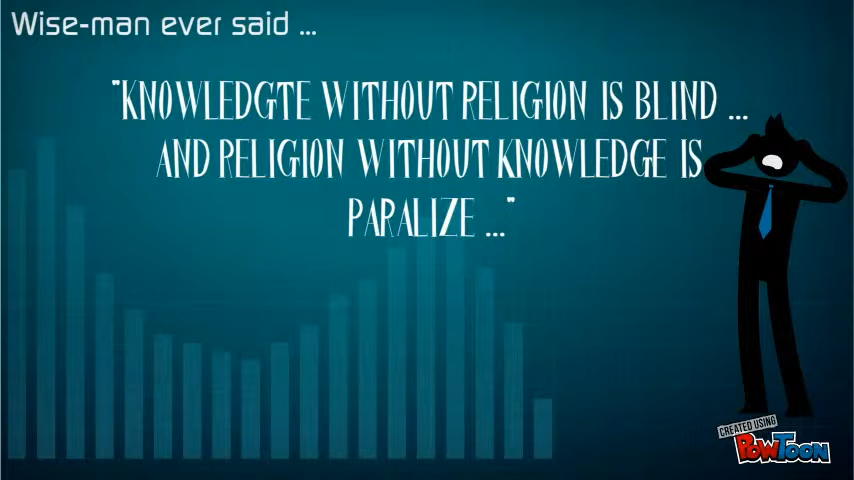 Wise-man ever said ...
"KNOWLEDGTE WITHOUT RELIGION IS BLIND ...
AND RELIGION WITHOUT KNOWLEDGE IS
PARALIZE ..."
CREATED USING
POWTOON